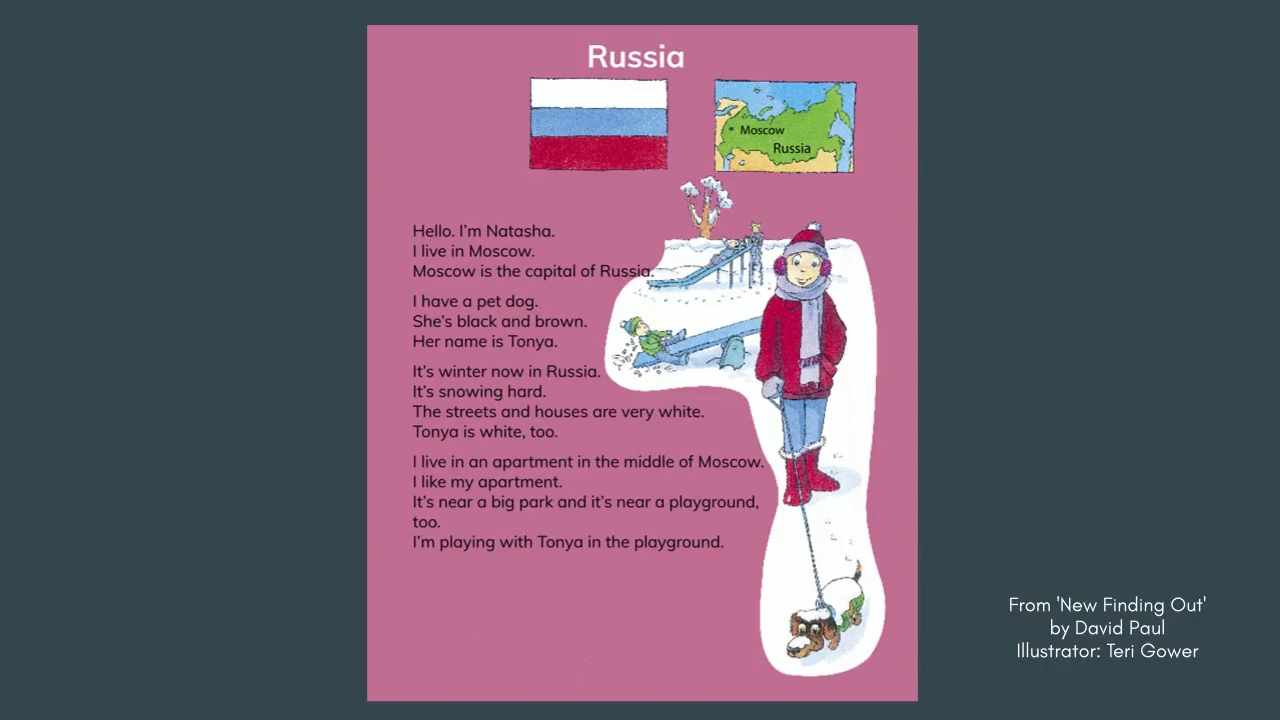 Russia
Moscow
Russia
Hello. I'm Natasha.
I live in Moscow.
Moscow is the capital of Russia.
I have a pet dog.
She's black and brown.
Her name is Tonya.
It's winter now in Russia.
It's snowing hard.
The streets and houses are very white.
Tonya is white, too.
I live in an apartment in the middle of Moscow.
I like my apartment.
It's near a big park and it's near a playground,
too.
I'm playing with Tonya in the playground.
From 'New Finding Out'
by David Paul
Illustrator: Teri Gower